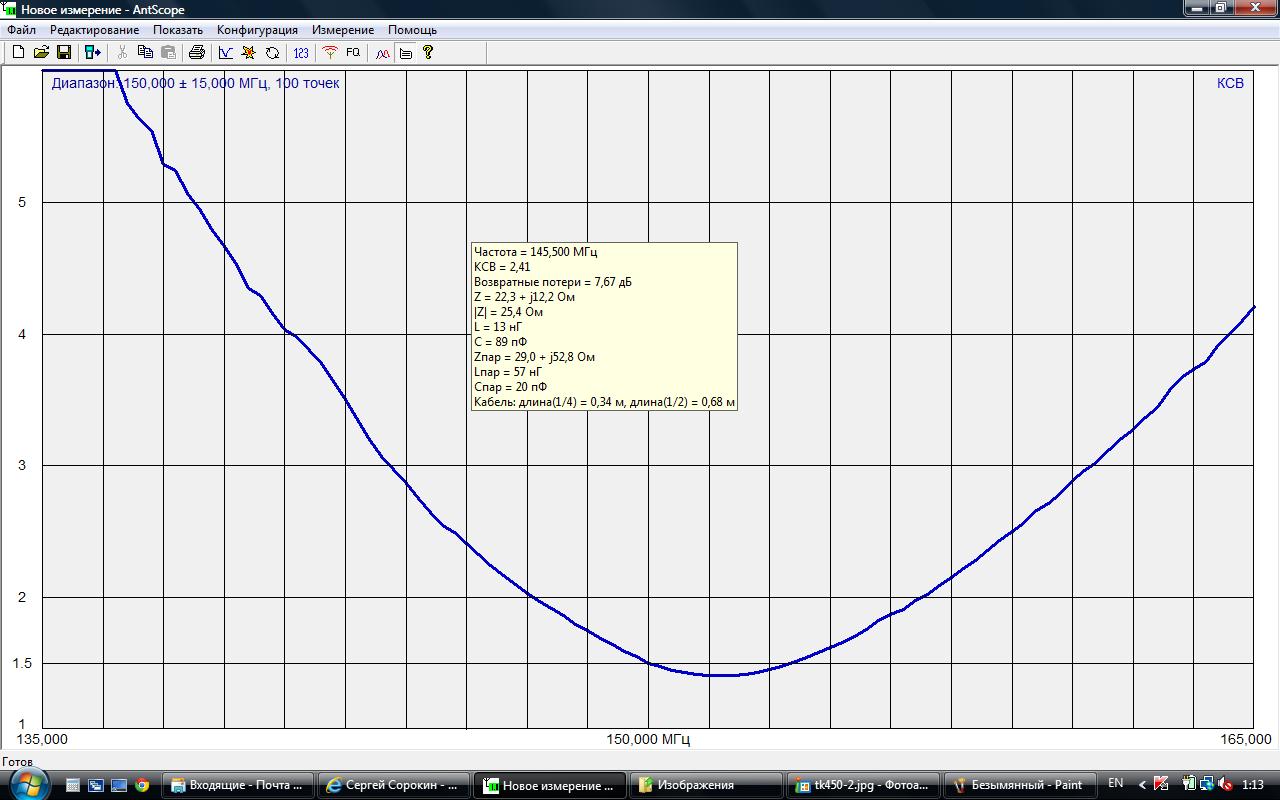 Новое измерение - AntScope
Файл Редактирование Показать Конфигурация Измерение Помощь
123 FQ ?
Диапазон: 150,000 ± 15,000 МГц, 100 точек
КСВ
5
Частота = 145,500 МГц
КСВ = 2,41
Возвратные потери = 7,67 дБ
Z = 22,3 + j12,2 Ом
|Z| = 25,4 Ом
L = 13 нГ
C = 89 пФ
Zпар = 29,0 + j52,8 Ом
Lпар = 57 нГ
Cпар = 20 пФ
Кабель: длина(1/4) = 0,34 м, длина(1/2) = 0,68 м
4
3
2
1.5
1
135,000 150,000 МГц 165,000
Готов
Входящие - Почта ... Сергей Сорокин - ... Новое измерение ... Изображения tk450-2.jpg - Фотоа... Безымянный - Paint EN 1:13